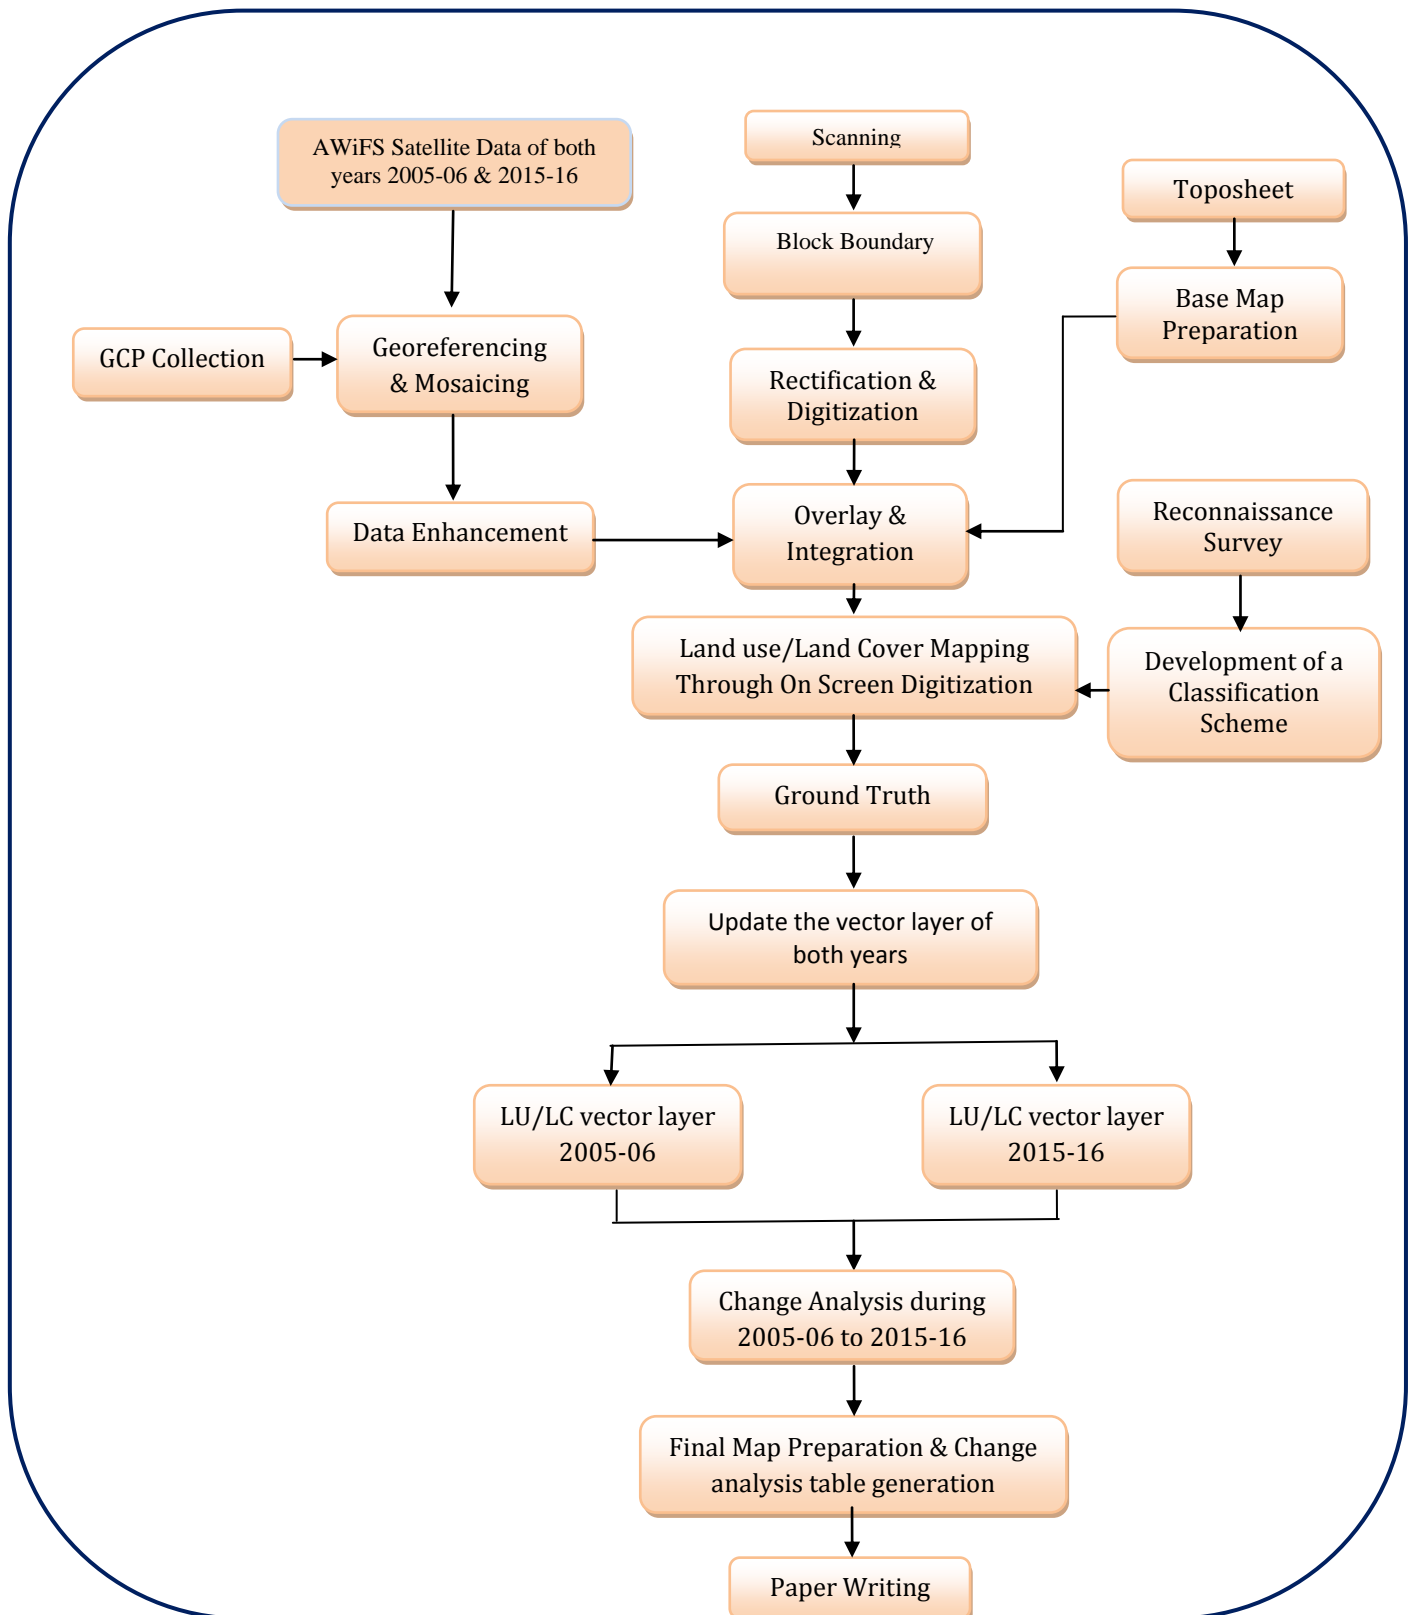 AWiFS Satellite Data of both
years 2005-06 & 2015-16
Scanning
Toposheet
Block Boundary
Base Map
Preparation
GCP Collection
Georeferencing
& Mosaicing
Rectification &
Digitization
Data Enhancement
Overlay &
Integration
Reconnaissance
Survey
Land use/Land Cover Mapping
Through On Screen Digitization
Development of a
Classification
Scheme
Ground Truth
Update the vector layer of
both years
LU/LC vector layer
2005-06
LU/LC vector layer
2015-16
Change Analysis during
2005-06 to 2015-16
Final Map Preparation & Change
analysis table generation
Paper Writing